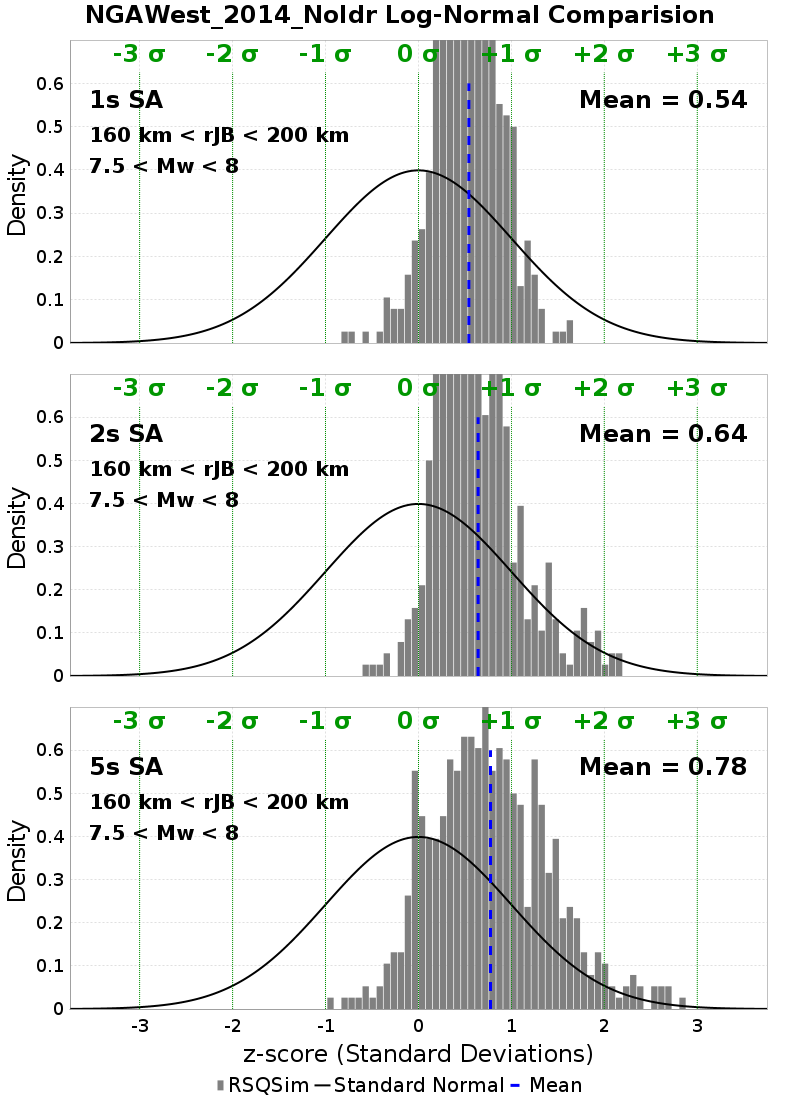 NGAWest_2014_NoIdr Log-Normal Comparision
-3 σ -2 σ -1 σ 0 σ +1 σ +2 σ +3 σ
0.6
1s SA Mean = 0.54
0.5
160 km < rJB < 200 km
7.5 < Mw < 8
0.4
0.3
0.2
0.1
0
Density
-3 σ -2 σ -1 σ 0 σ +1 σ +2 σ +3 σ
0.6
2s SA Mean = 0.64
0.5
160 km < rJB < 200 km
7.5 < Mw < 8
0.4
0.3
0.2
0.1
0
Density
-3 σ -2 σ -1 σ 0 σ +1 σ +2 σ +3 σ
0.6
5s SA Mean = 0.78
0.5
160 km < rJB < 200 km
7.5 < Mw < 8
0.4
0.3
0.2
0.1
0
Density
-3 -2 -1 0 1 2 3
z-score (Standard Deviations)
RSQSim Standard Normal Mean